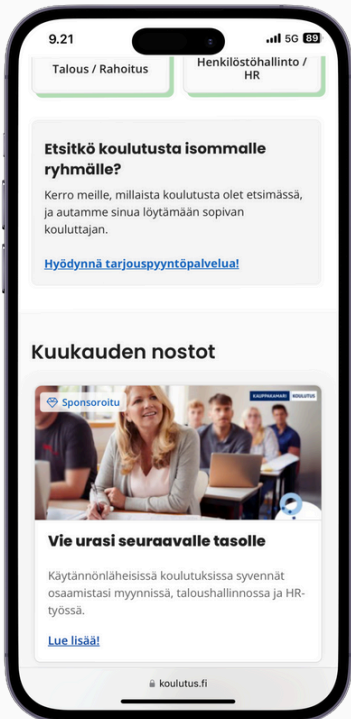 9.21
5G 89
Talous / Rahoitus
Henkilöstöhallinto /
HR
Etsitkö koulutusta isommalle
ryhmälle?
Kerro meille, millaista koulutusta olet etsimässä,
ja autamme sinua löytämään sopivan
kouluttajan.
Hyödynnä tarjouspyyntöpalvelua!
Kuukauden nostot
Sponsoroitu
KAUPPAKAMARI KOULUTUS
Vie urasi seuraavalle tasolle
Käytännönläheisissä koulutuksissa syvennät
osaamistasi myynnissä, taloushallinnossa ja HR-
työssä.
Lue lisää!
koulutus.fi